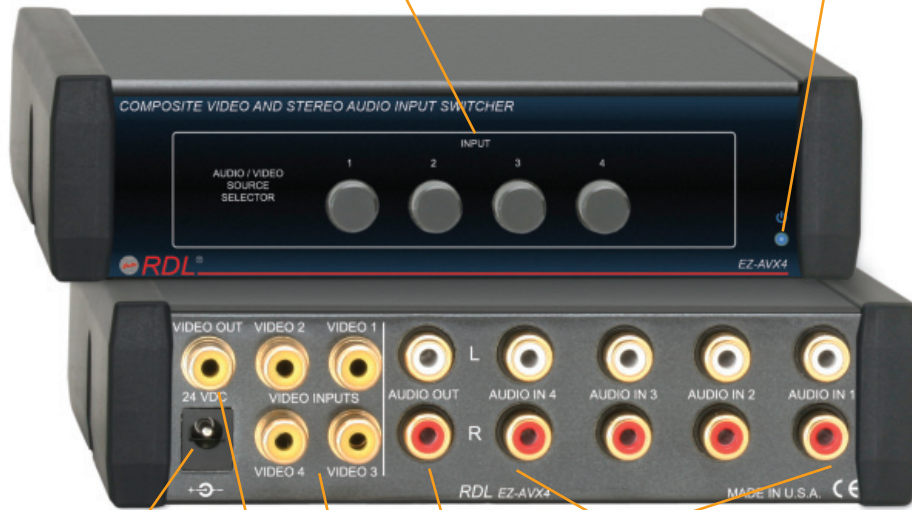 COMPOSITE VIDEO AND STEREO AUDIO INPUT SWITCHER
INPUT
1 2 3 4
AUDIO / VIDEO
SOURCE
SELECTOR
RDL®
EZ-AVX4
VIDEO OUT VIDEO 2 VIDEO 1
L
24 VDC VIDEO INPUTS AUDIO OUT AUDIO IN 4 AUDIO IN 3 AUDIO IN 2 AUDIO IN 1
R
VIDEO 4 VIDEO 3
RDL EZ-AVX4 MADE IN U.S.A. CE